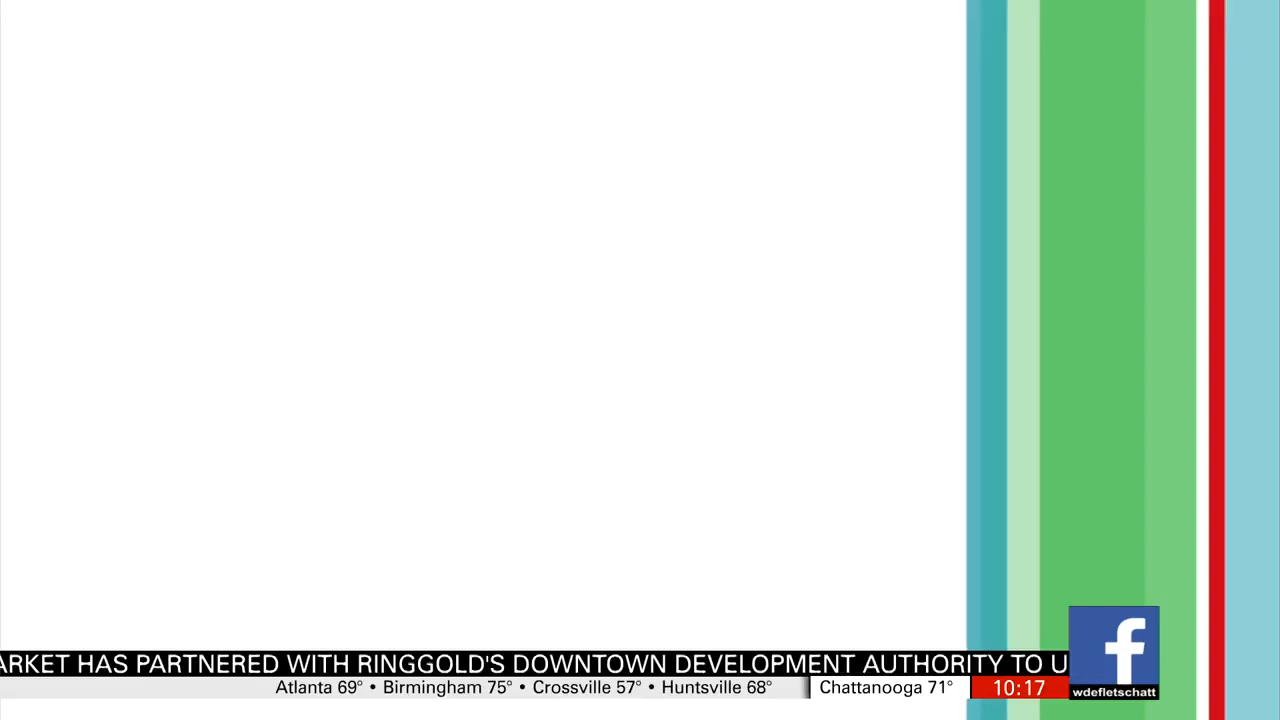 ARKET HAS PARTNERED WITH RINGGOLD'S DOWNTOWN DEVELOPMENT AUTHORITY TO U
Atlanta 69° • Birmingham 75° • Crossville 57° • Huntsville 68°
Chattanooga 71°
10:17
wdefletschatt